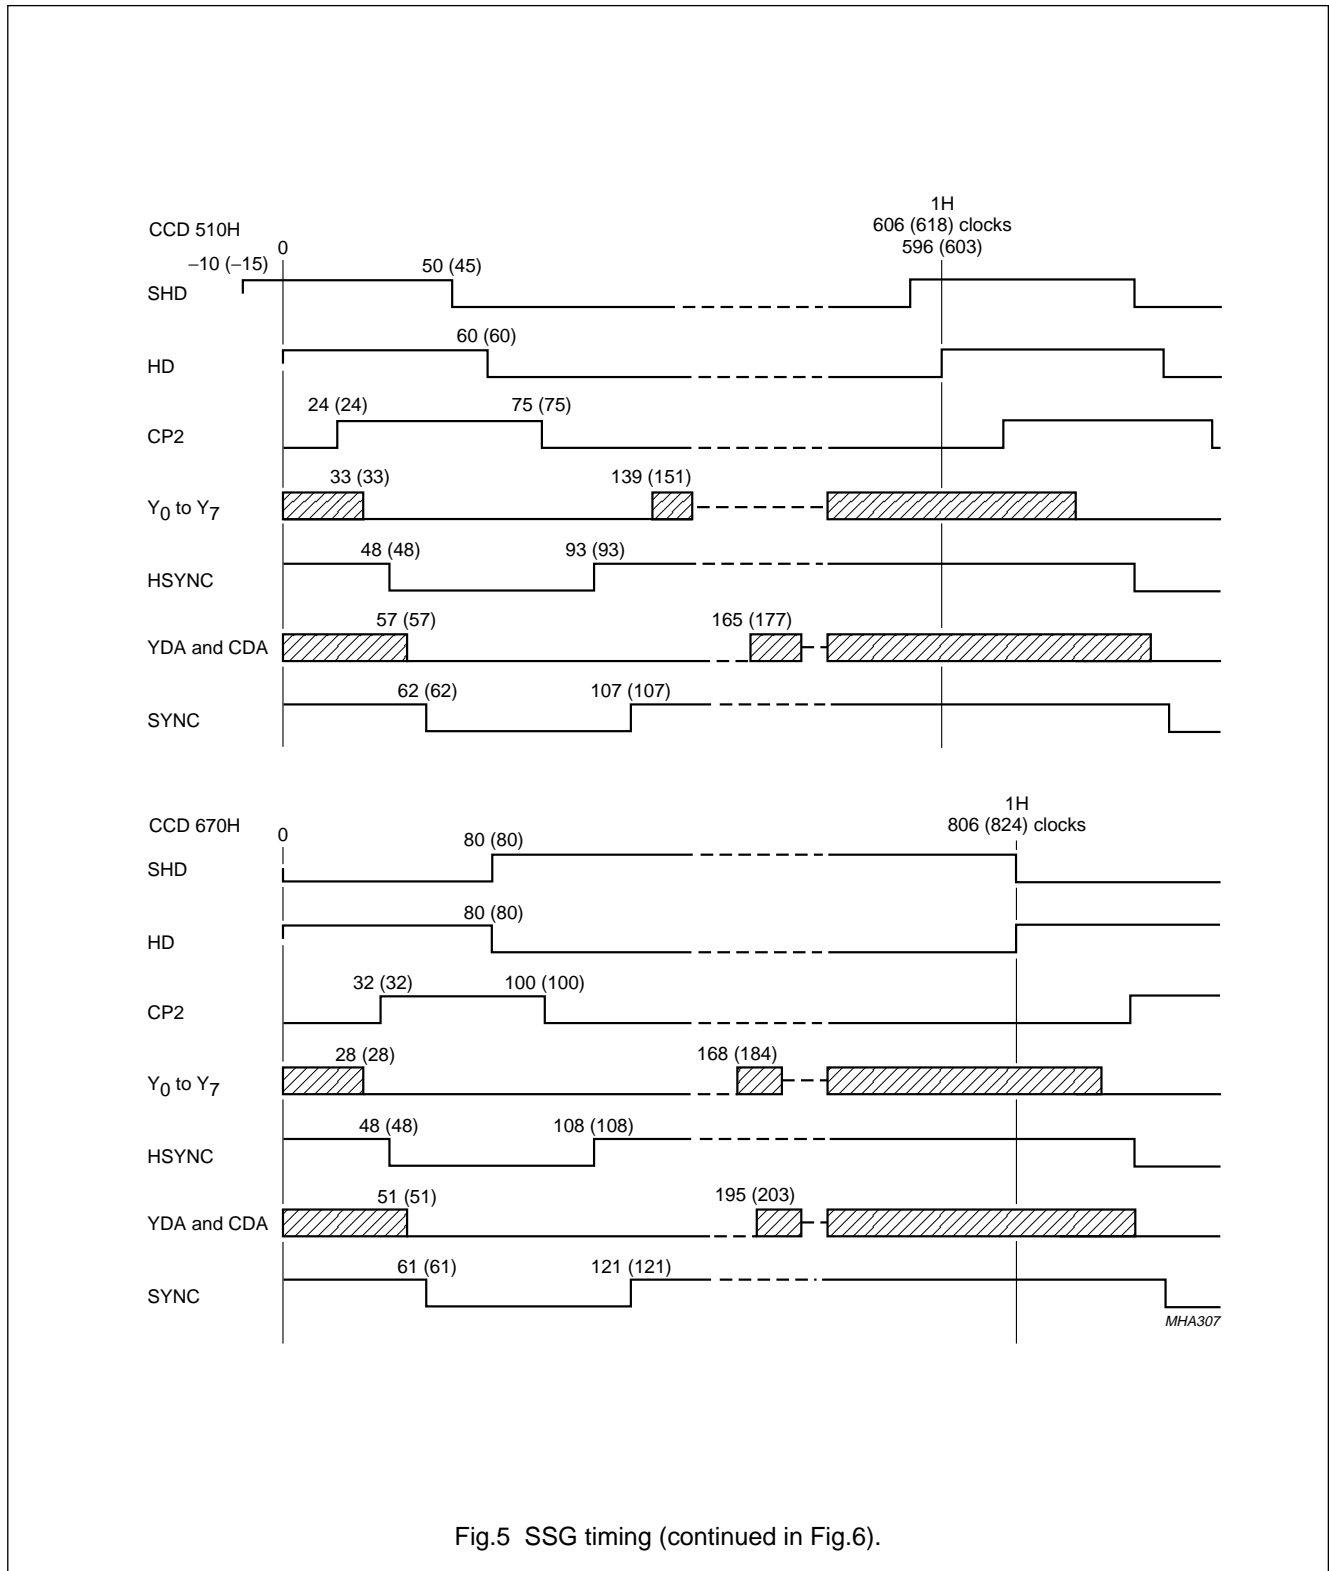 1H
CCD 510H
606 (618) clocks
0
596 (603)
−10 (−15)
50 (45)
SHD
60 (60)
HD
24 (24)
75 (75)
CP2
33 (33)
139 (151)
Y0 to Y7
48 (48)
93 (93)
HSYNC
57 (57)
165 (177)
YDA and CDA
62 (62)
107 (107)
SYNC
1H
CCD 670H
0
806 (824) clocks
80 (80)
SHD
80 (80)
HD
32 (32)
100 (100)
CP2
28 (28)
168 (184)
Y0 to Y7
48 (48)
108 (108)
HSYNC
51 (51)
195 (203)
YDA and CDA
61 (61)
121 (121)
SYNC
MHA307
Fig.5 SSG timing (continued in Fig.6).